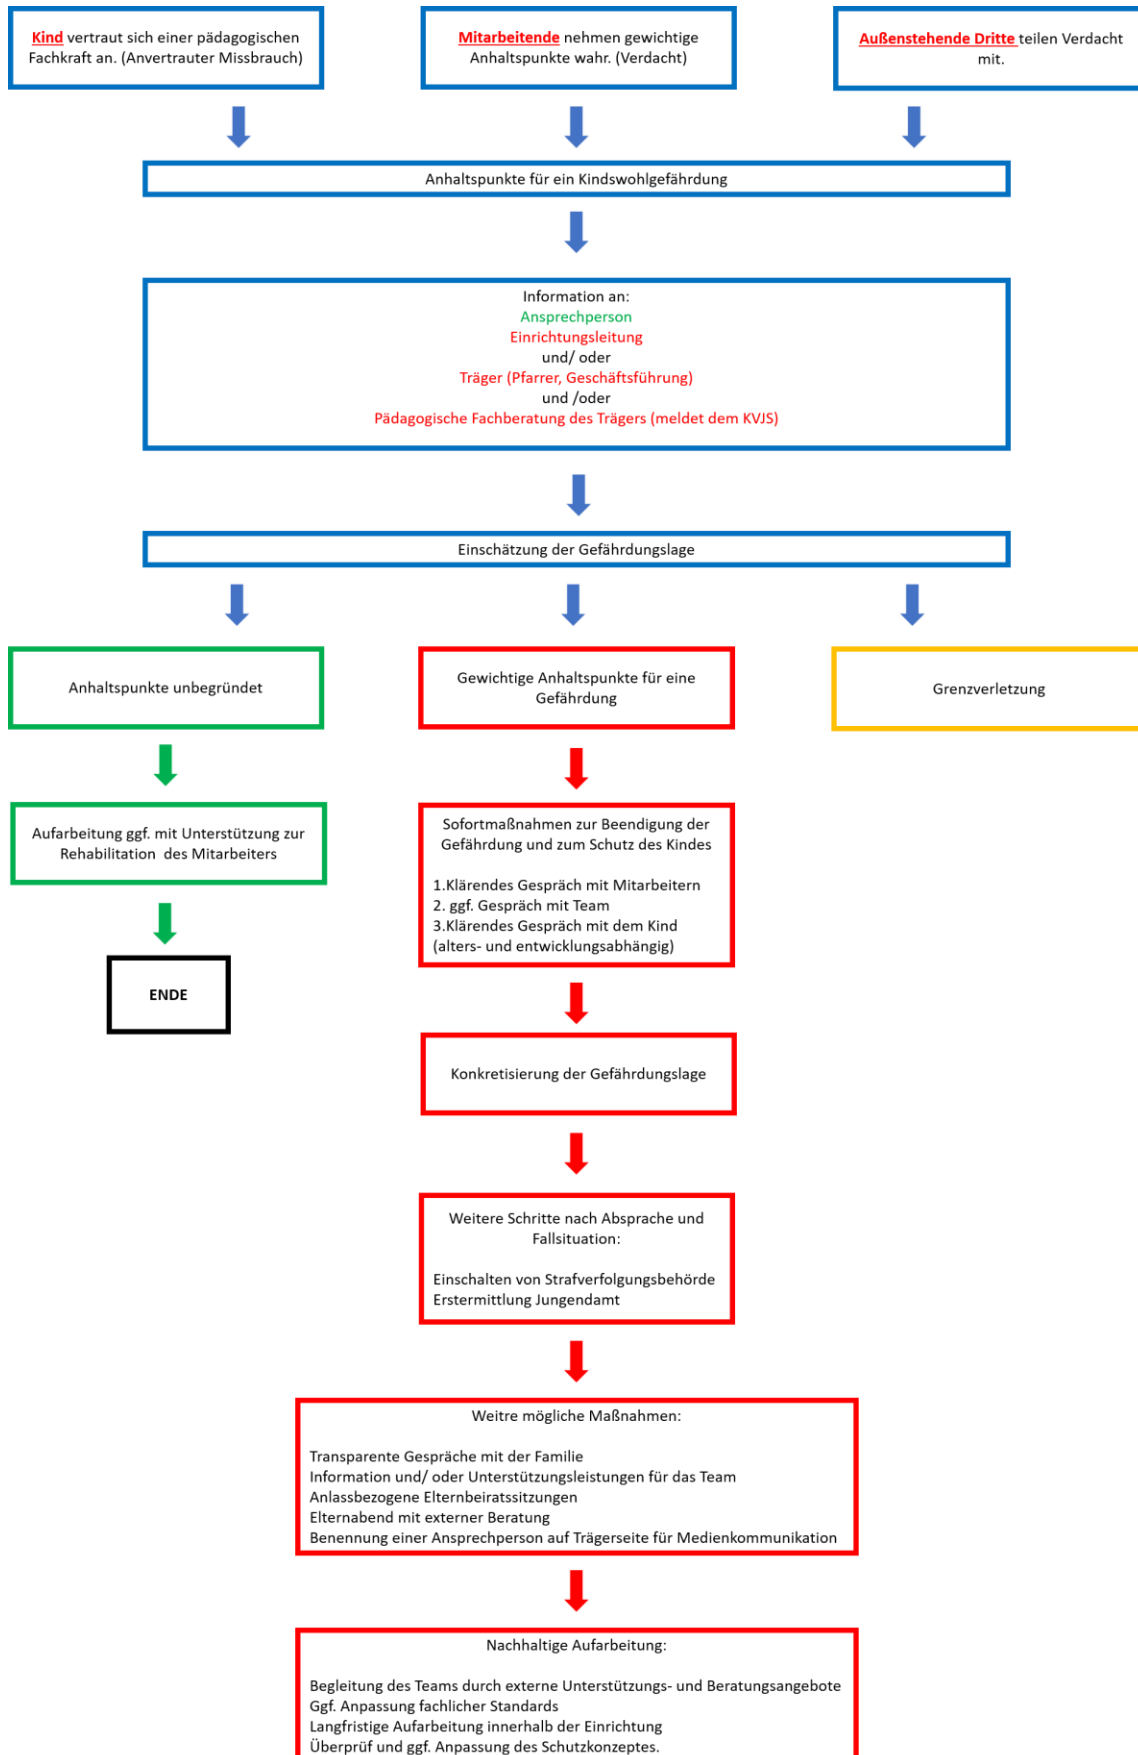 Kind vertraut sich einer pädagogischen
Fachkraft an. (Anvertrauter Missbrauch)
Mitarbeitende nehmen gewichtige
Anhaltspunkte wahr. (Verdacht)
Außenstehende Dritte teilen Verdacht
mit.
Anhaltspunkte für ein Kindswohlgefährdung
Information an:
Ansprechperson
Einrichtungsleitung
und/ oder
Träger (Pfarrer, Geschäftsführung)
und /oder
Pädagogische Fachberatung des Trägers (meldet dem KVJS)
Einschätzung der Gefährdungslage
Anhaltspunkte unbegründet
Gewichtige Anhaltspunkte für eine
Gefährdung
Grenzverletzung
Aufarbeitung ggf. mit Unterstützung zur
Rehabilitation des Mitarbeiters
ENDE
Sofortmaßnahmen zur Beendigung der
Gefährdung und zum Schutz des Kindes
1.Klärendes Gespräch mit Mitarbeitern
2. ggf. Gespräch mit Team
3.Klärendes Gespräch mit dem Kind
(alters- und entwicklungsabhängig)
Konkretisierung der Gefährdungslage
Weitere Schritte nach Absprache und
Fallsituation:
Einschalten von Strafverfolgungsbehörde
Erstermittlung Jungendamt
Weitre mögliche Maßnahmen:
Transparente Gespräche mit der Familie
Information und/ oder Unterstützungsleistungen für das Team
Anlassbezogene Elternbeiratssitzungen
Elternabend mit externer Beratung
Benennung einer Ansprechperson auf Trägerseite für Medienkommunikation
Nachhaltige Aufarbeitung:
Begleitung des Teams durch externe Unterstützungs- und Beratungsangebote
Ggf. Anpassung fachlicher Standards
Langfristige Aufarbeitung innerhalb der Einrichtung
Überprüf und ggf. Anpassung des Schutzkonzeptes.